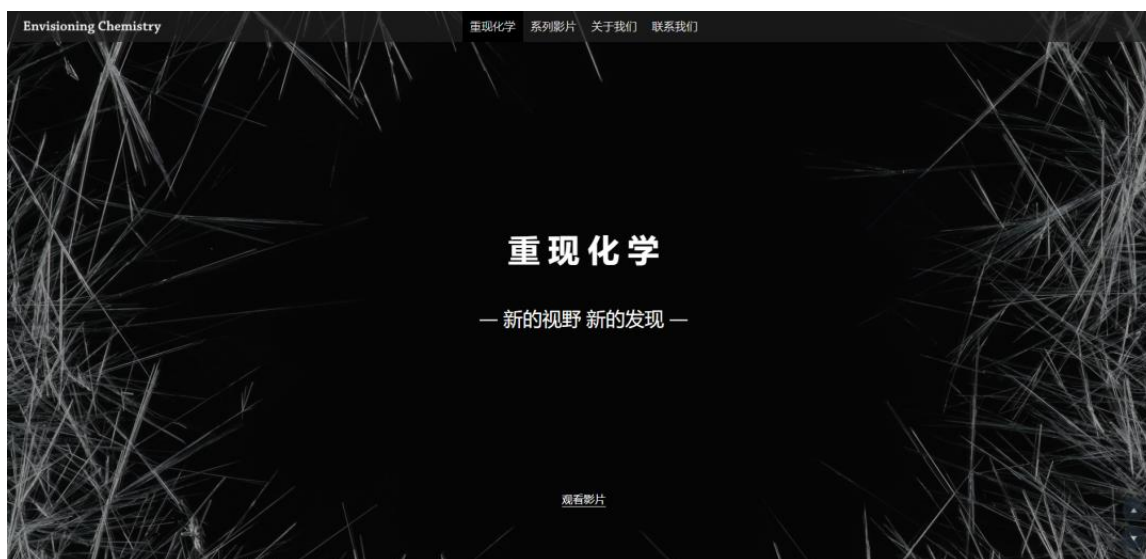 Envisioning Chemistry
重现化学 系列影片 关于我们 联系我们
重现化学
— 新的视野 新的发现 —
观看影片